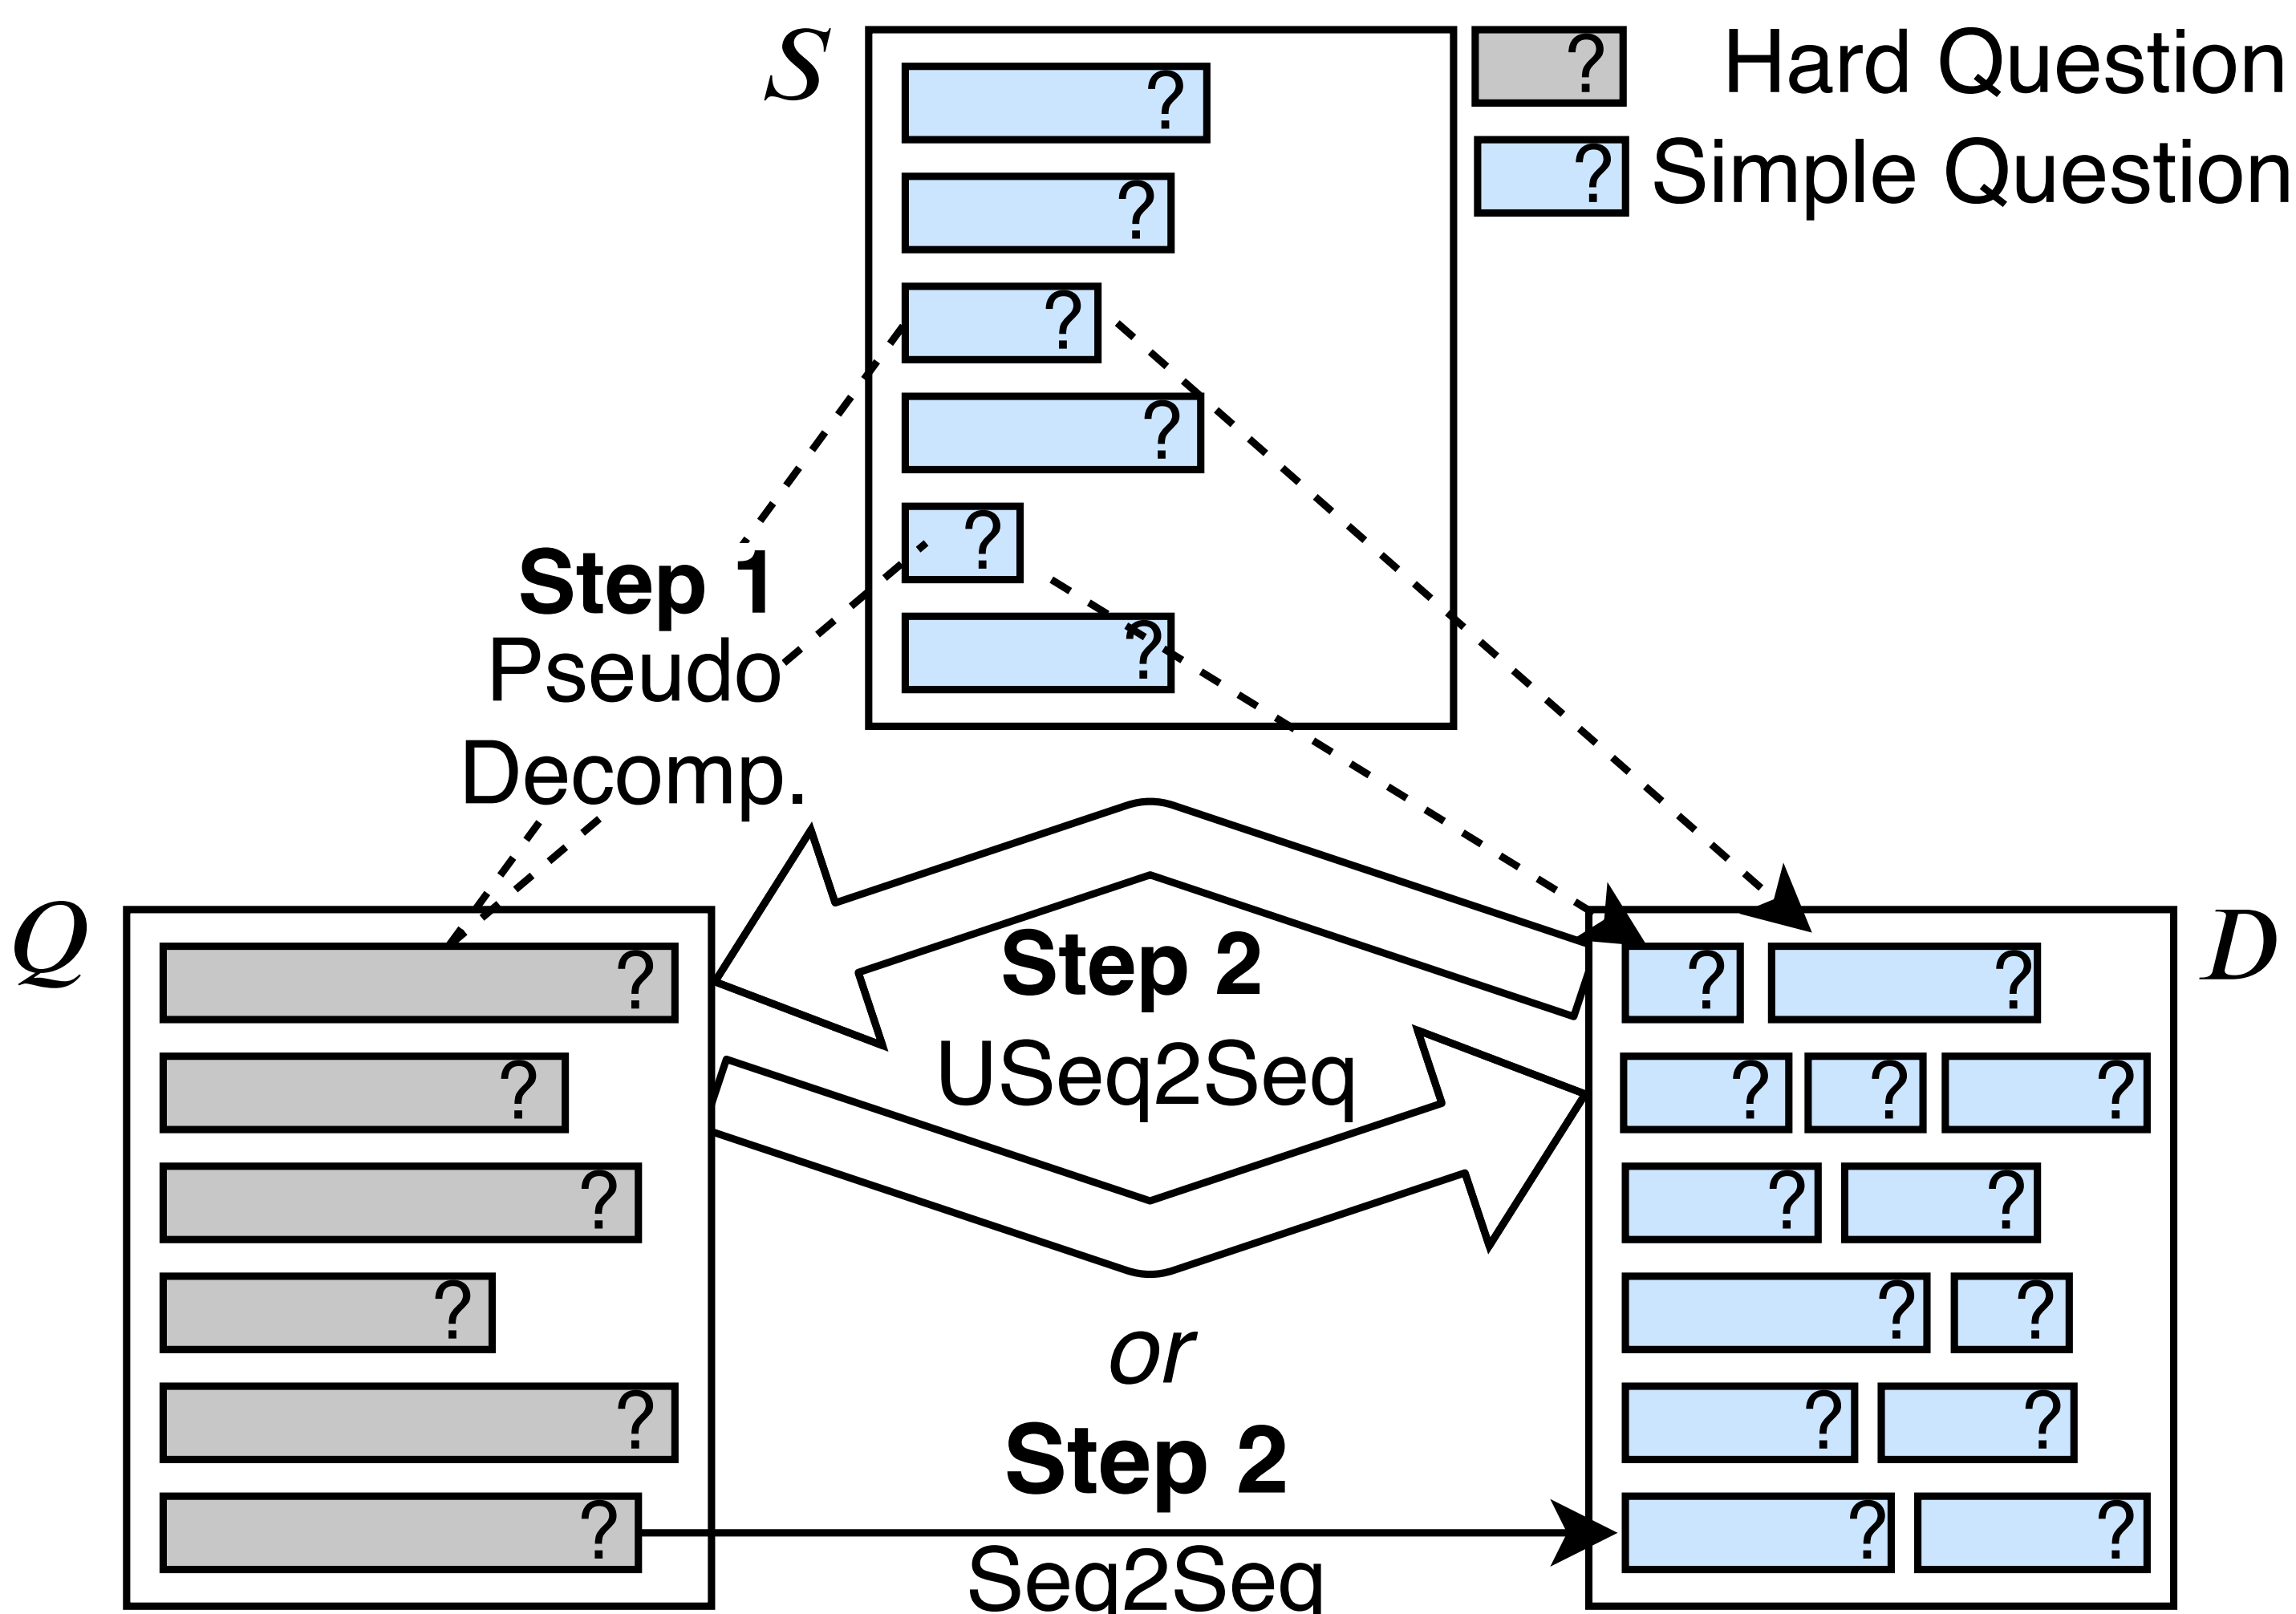 S
?
?
?
?
?
?
? Hard Question
? Simple Question
Step 1
Pseudo
Decomp.
Q
?
?
?
?
?
?
Step 2
USeq2Seq
or
Step 2
Seq2Seq
D
? ?
? ? ?
? ?
? ?
? ?
? ?